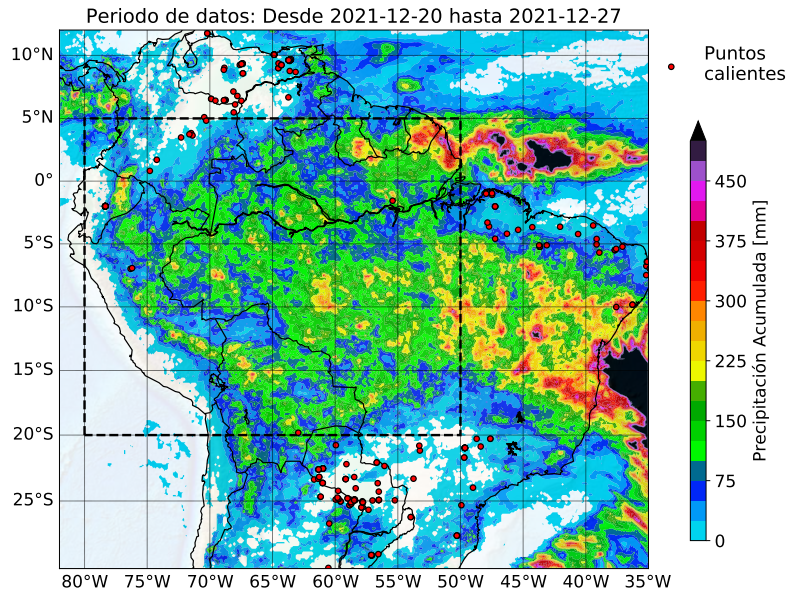 Periodo de datos: Desde 2021-12-20 hasta 2021-12-27
Puntos
calientes
10°N
5°N
0°
5°S
10°S
15°S
20°S
25°S
80°W
75°W
70°W
65°W
60°W
55°W
50°W
45°W
40°W
35°W
450
375
300
225
150
75
0
Precipitación Acumulada [mm]